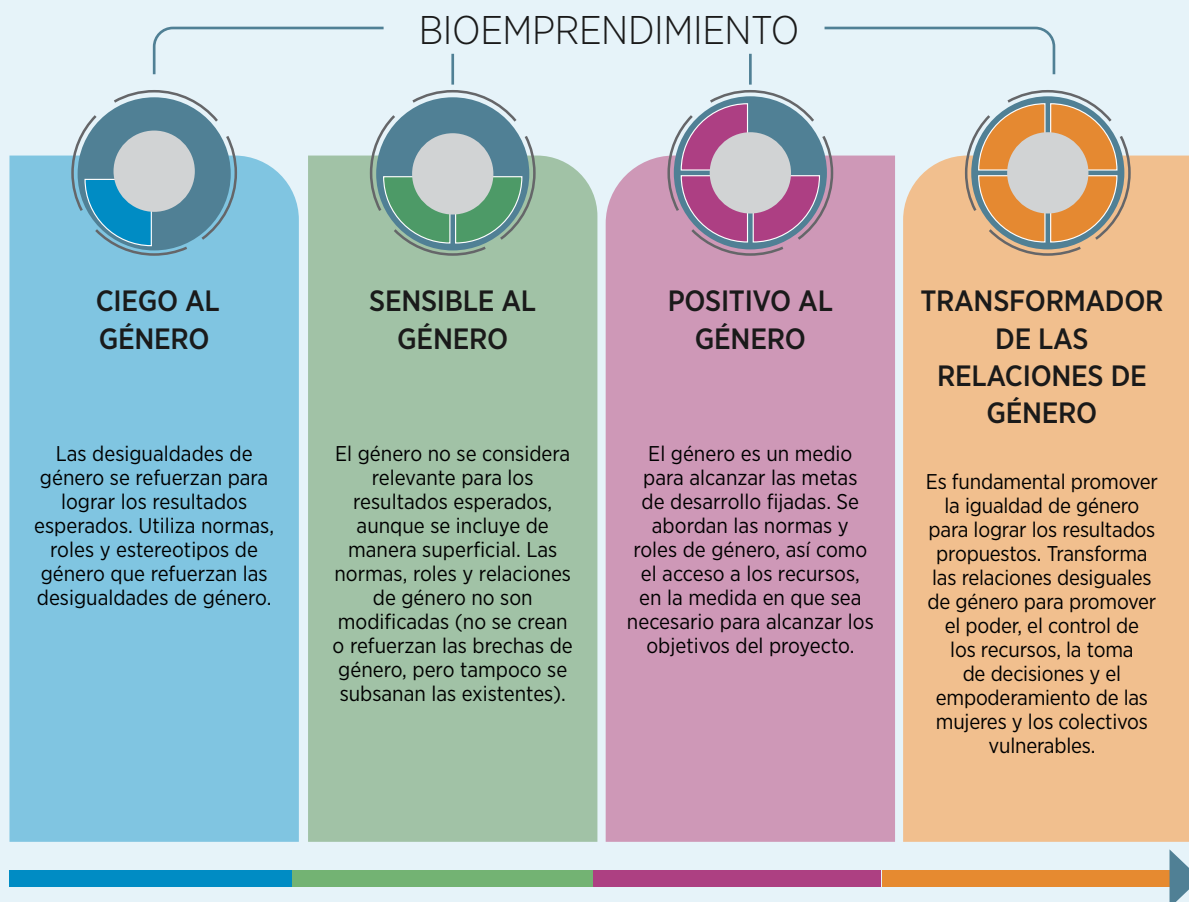 BIOEMPRENDIMIENTO
CIEGO AL
GÉNERO
Las desigualdades de
género se refuerzan para
lograr los resultados
esperados. Utiliza normas,
roles y estereotipos de
género que refuerzan las
desigualdades de género.
SENSIBLE AL
GÉNERO
El género no se considera
relevante para los
resultados esperados,
aunque se incluye de
manera superficial. Las
normas, roles y relaciones
de género no son
modificadas (no se crean
o refuerzan las brechas de
género, pero tampoco se
subsanan las existentes).
POSITIVO AL
GÉNERO
El género es un medio
para alcanzar las metas
de desarrollo fijadas. Se
abordan las normas y
roles de género, así como
el acceso a los recursos,
en la medida en que sea
necesario para alcanzar los
objetivos del proyecto.
TRANSFORMADOR
DE LAS
RELACIONES DE
GÉNERO
Es fundamental promover
la igualdad de género
para lograr los resultados
propuestos. Transforma
las relaciones desiguales
de género para promover
el poder, el control de
los recursos, la toma
de decisiones y el
empoderamiento de las
mujeres y los colectivos
vulnerables.